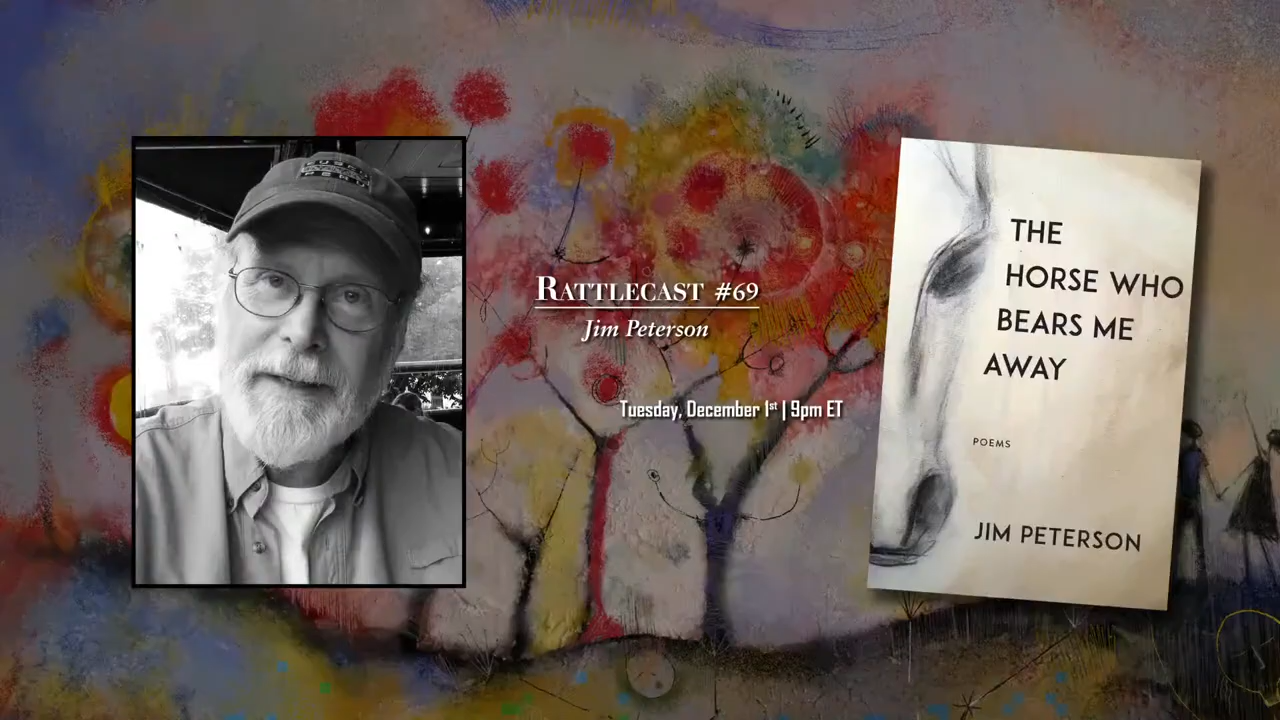 RATTLECAST #69
Jim Peterson
Tuesday, December 1st | 9pm ET
THE
HORSE WHO
BEARS ME
AWAY
POEMS
JIM PETERSON